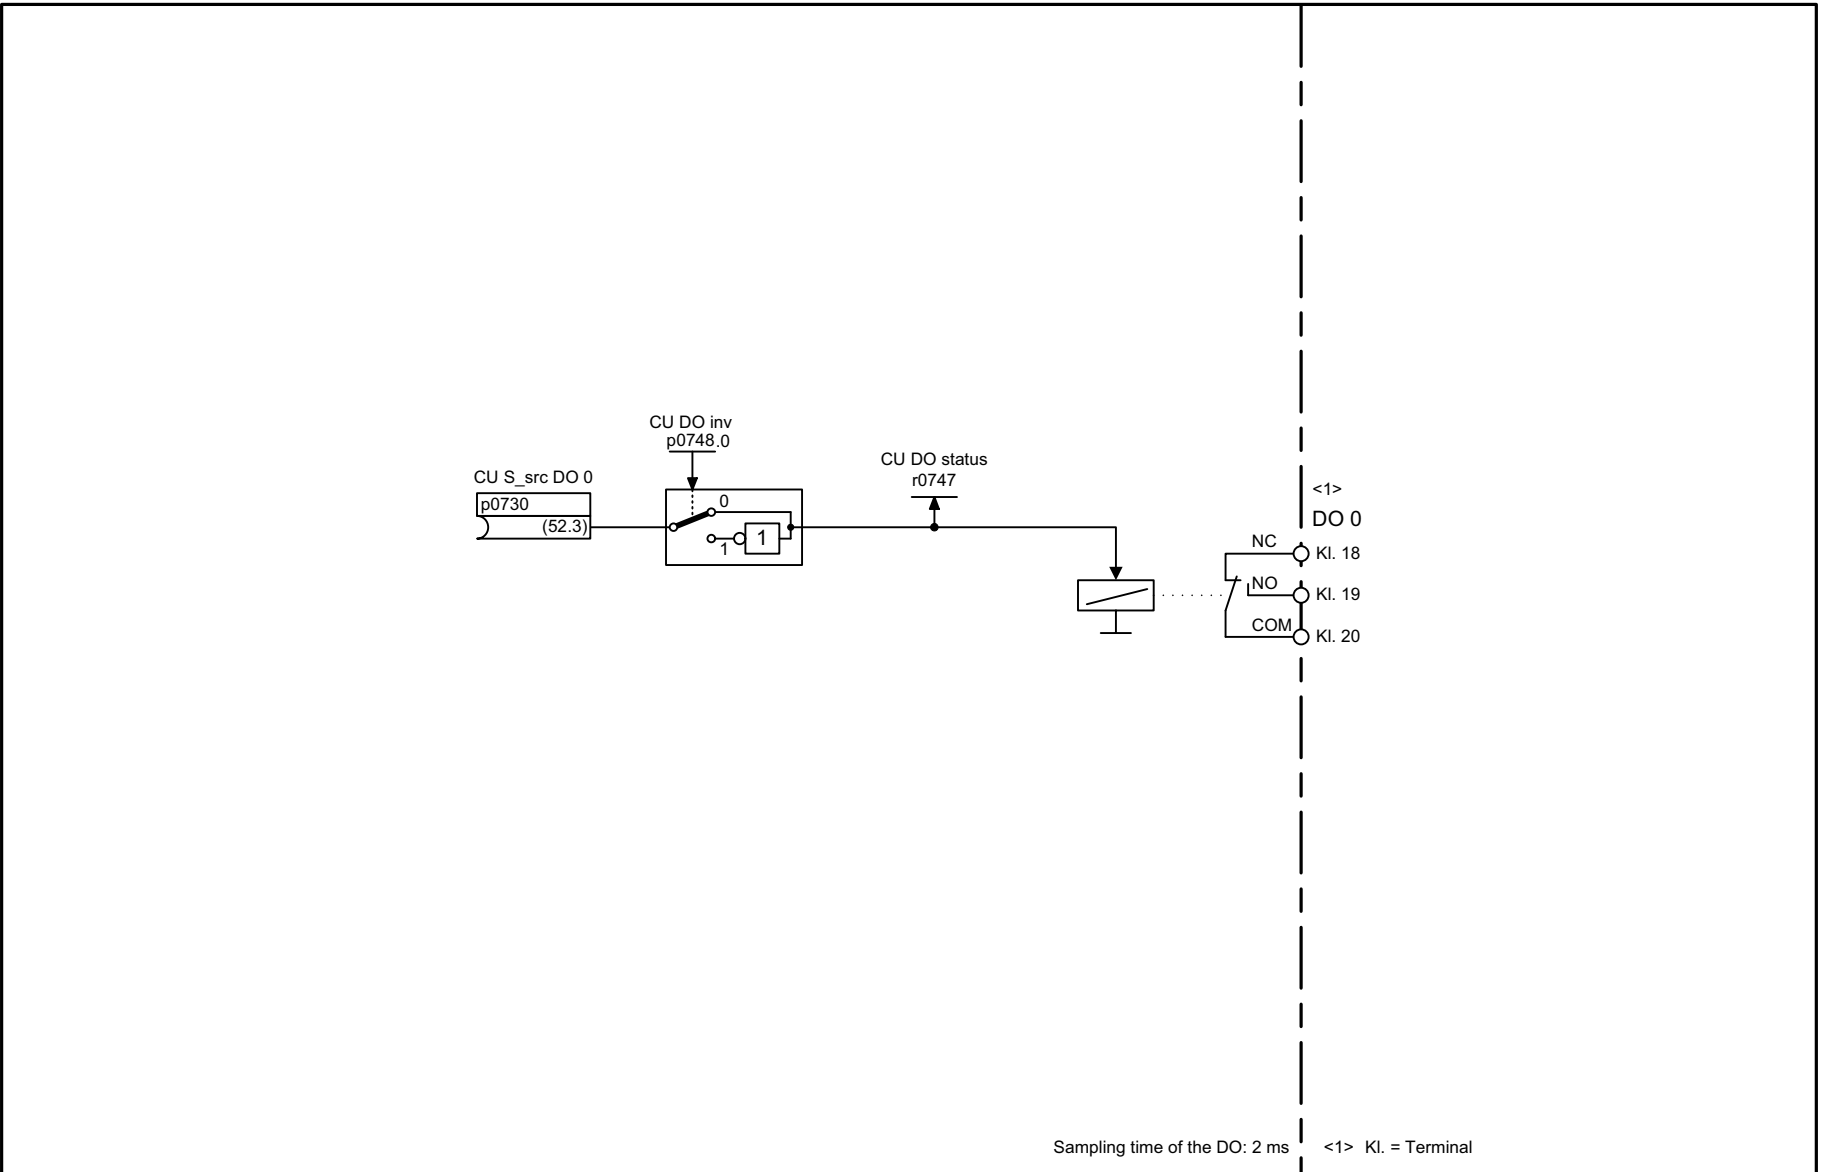 CU DO inv
p0748.0
CU S_src DO 0
p0730
(52.3)
0
1
1
CU DO status
r0747
<1>
DO 0
NC
Kl. 18
NO
Kl. 19
COM
Kl. 20
Sampling time of the DO: 2 ms
<1> Kl. = Terminal